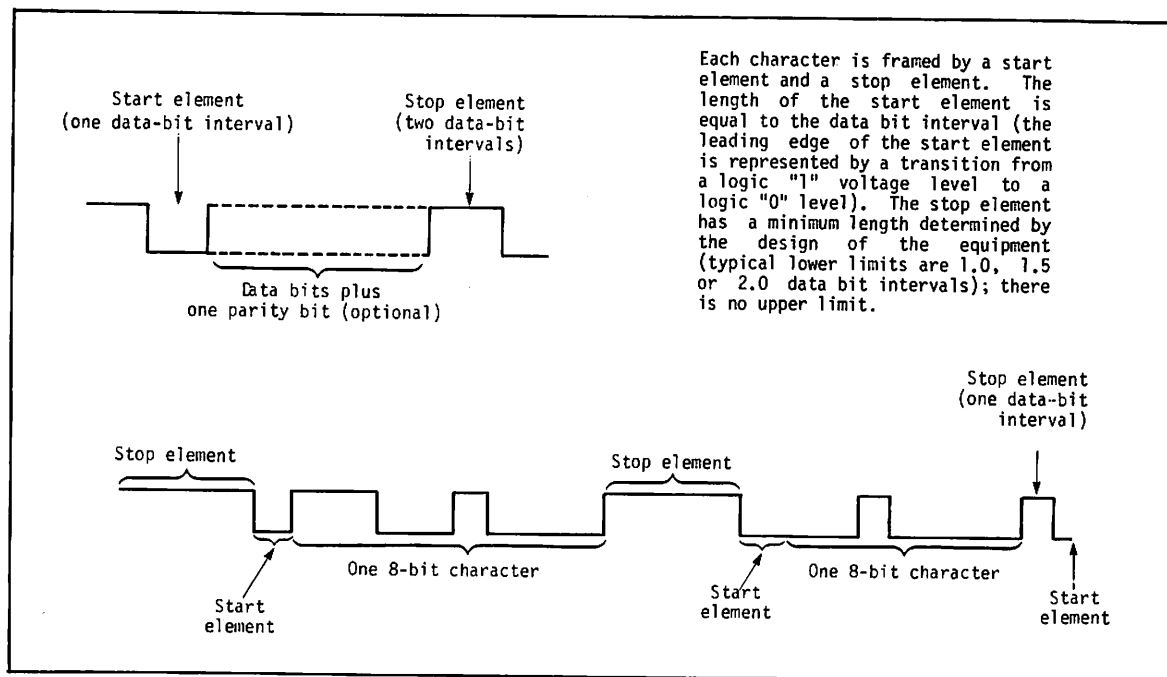 Start element
(one data-bit interval)
Stop element
(two data-bit
intervals)
Data bits plus
one parity bit (optional)
Each character is framed by a start
element and a stop element. The
length of the start element is
equal to the data bit interval (the
leading edge of the start element
is represented by a transition from
a logic "1" voltage level to a
logic "0" level). The stop element
has a minimum length determined by
the design of the equipment
(typical lower limits are 1.0, 1.5
or 2.0 data bit intervals); there
is no upper limit.
Stop element
(one data-bit
interval)
Stop element
Stop element
One 8-bit character
One 8-bit character
Start
element
Start
element
Start
element